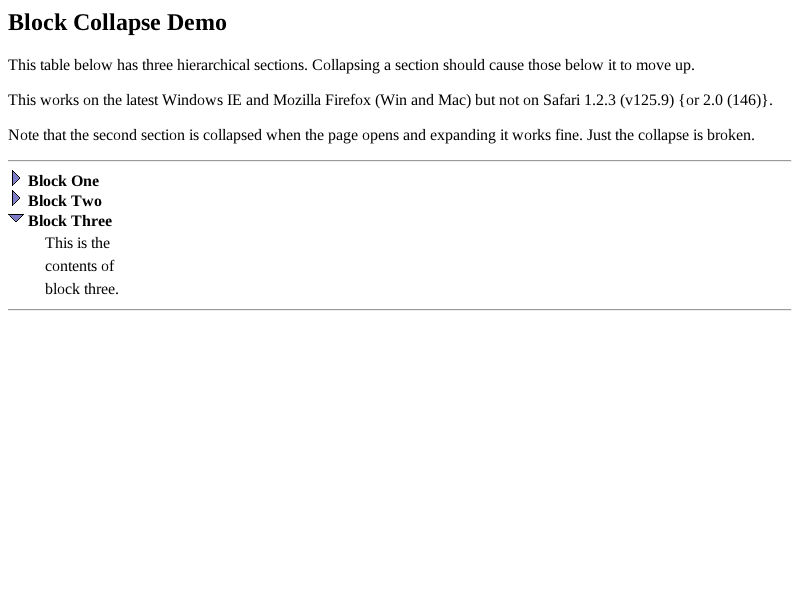 Block Collapse Demo
This table below has three hierarchical sections. Collapsing a section should cause those below it to move up.
This works on the latest Windows IE and Mozilla Firefox (Win and Mac) but not on Safari 1.2.3 (v125.9) {or 2.0 (146)}.
Note that the second section is collapsed when the page opens and expanding it works fine. Just the collapse is broken.
Block One
Block Two
Block Three
This is the
contents of
block three.